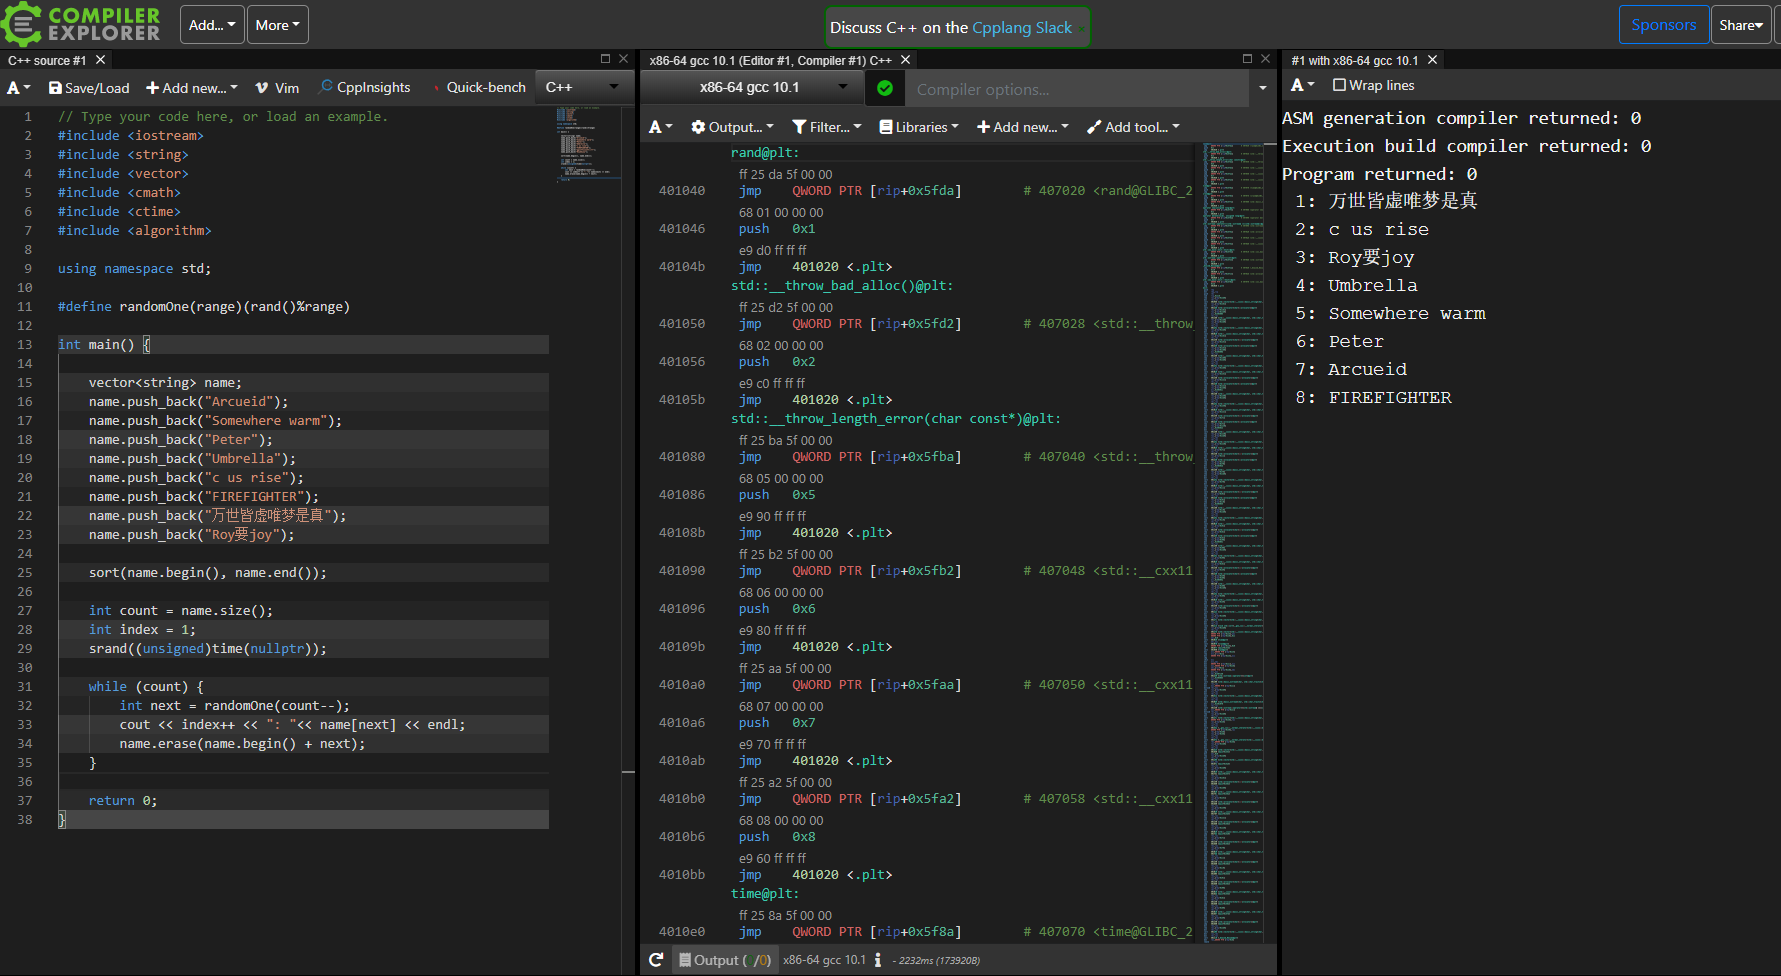 COMPILER EXPLORER
Add... More
Discuss C++ on the Cpplang Slack
Sponsors Share
C++ source #1
A Save/Load Add new... Vim CppInsights Quick-bench C++
1 // Type your code here, or load an example.
2 #include <iostream>
3 #include <string>
4 #include <vector>
5 #include <cmath>
6 #include <ctime>
7 #include <algorithm>
8
9 using namespace std;
10
11 #define randomOne(range)(rand()%range)
12
13 int main() {
14
15 vector<string> name;
16 name.push_back("Arcueid");
17 name.push_back("Somewhere warm");
18 name.push_back("Peter");
19 name.push_back("Umbrella");
20 name.push_back("c us rise");
21 name.push_back("FIREFIGHTER");
22 name.push_back("万世皆虚唯梦是真");
23 name.push_back("Roy要joy");
24
25 sort(name.begin(), name.end());
26
27 int count = name.size();
28 int index = 1;
29 srand((unsigned)time(nullptr));
30
31 while (count) {
32 int next = randomOne(count--);
33 cout << index++ << ": "<< name[next] << endl;
34 name.erase(name.begin() + next);
35 }
36
37 return 0;
38 }
x86-64 gcc 10.1 (Editor #1, Compiler #1) C++
x86-64 gcc 10.1 Compiler options...
A Output... Filter... Libraries Add new... Add tool...
rand@plt:
ff 25 da 5f 00 00
401040 jmp QWORD PTR [rip+0x5fda] # 407020 <rand@GLIBC_2
68 01 00 00 00
401046 push 0x1
e9 d0 ff ff ff
40104b jmp 401020 <.plt>
std::__throw_bad_alloc()@plt:
ff 25 d2 5f 00 00
401050 jmp QWORD PTR [rip+0x5fd2] # 407028 <std::__throw_
68 02 00 00 00
401056 push 0x2
e9 c0 ff ff ff
40105b jmp 401020 <.plt>
std::__throw_length_error(char const*)@plt:
ff 25 ba 5f 00 00
401080 jmp QWORD PTR [rip+0x5fba] # 407040 <std::__throw_
68 05 00 00 00
401086 push 0x5
e9 90 ff ff ff
40108b jmp 401020 <.plt>
ff 25 b2 5f 00 00
401090 jmp QWORD PTR [rip+0x5fb2] # 407048 <std::__cxx11
68 06 00 00 00
401096 push 0x6
e9 80 ff ff ff
40109b jmp 401020 <.plt>
ff 25 aa 5f 00 00
4010a0 jmp QWORD PTR [rip+0x5faa] # 407050 <std::__cxx11
68 07 00 00 00
4010a6 push 0x7
e9 70 ff ff ff
4010ab jmp 401020 <.plt>
ff 25 a2 5f 00 00
4010b0 jmp QWORD PTR [rip+0x5fa2] # 407058 <std::__cxx11
68 08 00 00 00
4010b6 push 0x8
e9 60 ff ff ff
4010bb jmp 401020 <.plt>
time@plt:
ff 25 8a 5f 00 00
4010e0 jmp QWORD PTR [rip+0x5f8a] # 407070 <time@GLIBC_2
Output ( /0) x86-64 gcc 10.1 i - 2232ms (173920B)
#1 with x86-64 gcc 10.1
A Wrap lines
ASM generation compiler returned: 0
Execution build compiler returned: 0
Program returned: 0
1: 万世皆虚唯梦是真
2: c us rise
3: Roy要joy
4: Umbrella
5: Somewhere warm
6: Peter
7: Arcueid
8: FIREFIGHTER